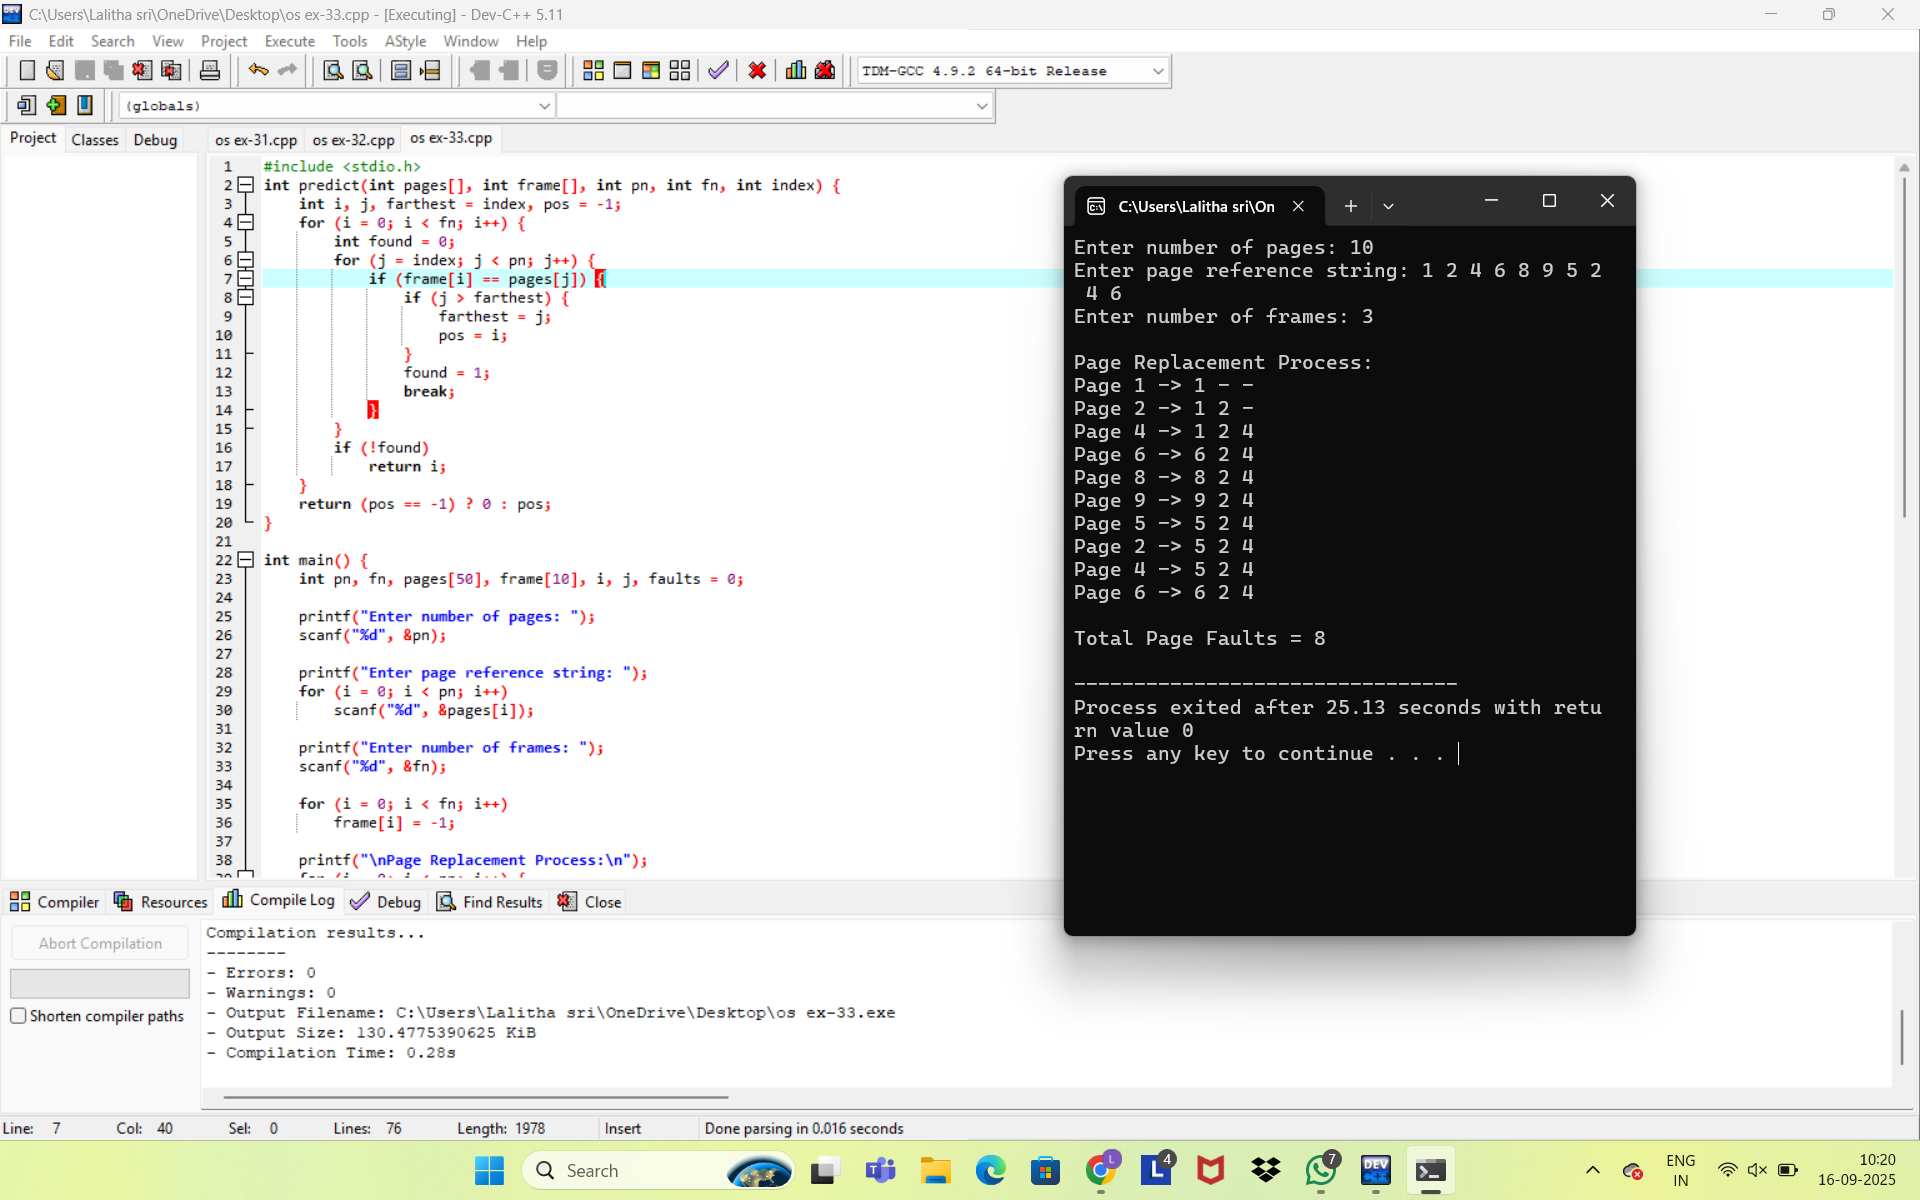 C:\Users\Lalitha sri\OneDrive\Desktop\os ex-33.cpp - [Executing] - Dev-C++ 5.11
File Edit Search View Project Execute Tools AStyle Window Help
TDM-GCC 4.9.2 64-bit Release
(globals)
Project Classes Debug
os ex-31.cpp os ex-32.cpp os ex-33.cpp
1 #include <stdio.h>
2 int predict(int pages[], int frame[], int pn, int fn, int index) {
3 int i, j, farthest = index, pos = -1;
4 for (i = 0; i < fn; i++) {
5 int found = 0;
6 for (j = index; j < pn; j++) {
7 if (frame[i] == pages[j]) {
8 if (j > farthest) {
9 farthest = j;
10 pos = i;
11 }
12 found = 1;
13 break;
14 }
15 }
16 if (!found)
17 return i;
18 }
19 return (pos == -1) ? 0 : pos;
20 }
21
22 int main() {
23 int pn, fn, pages[50], frame[10], i, j, faults = 0;
24
25 printf("Enter number of pages: ");
26 scanf("%d", &pn);
27
28 printf("Enter page reference string: ");
29 for (i = 0; i < pn; i++)
30 scanf("%d", &pages[i]);
31
32 printf("Enter number of frames: ");
33 scanf("%d", &fn);
34
35 for (i = 0; i < fn; i++)
36 frame[i] = -1;
37
38 printf("\nPage Replacement Process:\n");
C:\Users\Lalitha sri\On
Enter number of pages: 10
Enter page reference string: 1 2 4 6 8 9 5 2
4 6
Enter number of frames: 3
Page Replacement Process:
Page 1 -> 1 - -
Page 2 -> 1 2 -
Page 4 -> 1 2 4
Page 6 -> 6 2 4
Page 8 -> 8 2 4
Page 9 -> 9 2 4
Page 5 -> 5 2 4
Page 2 -> 5 2 4
Page 4 -> 5 2 4
Page 6 -> 6 2 4
Total Page Faults = 8
--------------------------------
Process exited after 25.13 seconds with retu
rn value 0
Press any key to continue . . .
Compiler Resources Compile Log Debug Find Results Close
Abort Compilation
Shorten compiler paths
Compilation results...
--------
- Errors: 0
- Warnings: 0
- Output Filename: C:\Users\Lalitha sri\OneDrive\Desktop\os ex-33.exe
- Output Size: 130.4775390625 KiB
- Compilation Time: 0.28s
Line: 7 Col: 40 Sel: 0 Lines: 76 Length: 1978 Insert Done parsing in 0.016 seconds
Search
L
L 4
7
DEV
ENG
IN
10:20
16-09-2025